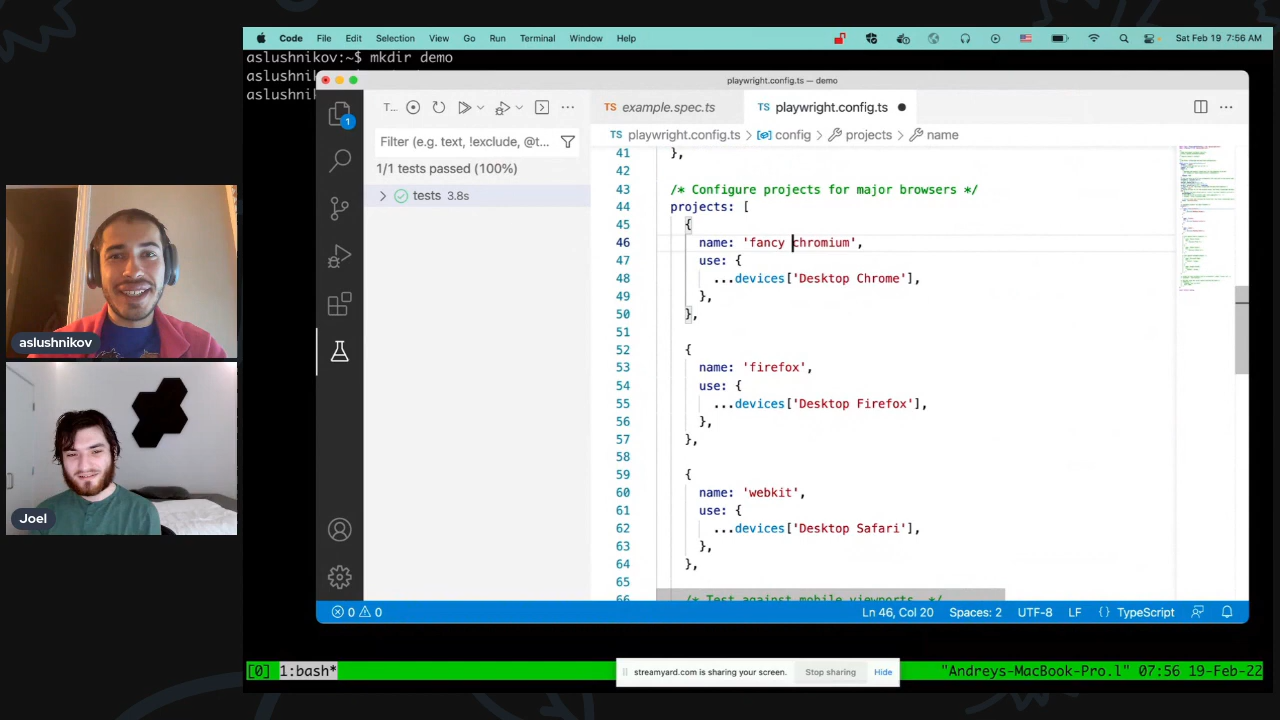 Code File Edit Selection View Go Run Terminal Window Help Sat Feb 19 7:56 AM
aslushnikov:~$ mkdir demo
aslushnik
aslushnik
playwright.config.ts — demo
T...
TS example.spec.ts
TS playwright.config.ts
Filter (e.g. text, !exclude, @t...
TS playwright.config.ts > config > projects > name
1/1 tests passed (100%)
tests 3.8s
1
41 },
42
43 /* Configure projects for major browsers */
44 projects: [
45 {
46 name: 'fancy chromium',
47 use: {
48 ...devices['Desktop Chrome'],
49 },
50 },
51
52 {
53 name: 'firefox',
54 use: {
55 ...devices['Desktop Firefox'],
56 },
57 },
58
59 {
60 name: 'webkit',
61 use: {
62 ...devices['Desktop Safari'],
63 },
64 },
65
66 /* Test against mobile viewports. */
0 0 Ln 46, Col 20 Spaces: 2 UTF-8 LF {} TypeScript
aslushnikov
Joel
[0] 1:bash* "Andreys-MacBook-Pro.l" 07:56 19-Feb-22
streamyard.com is sharing your screen. Stop sharing Hide